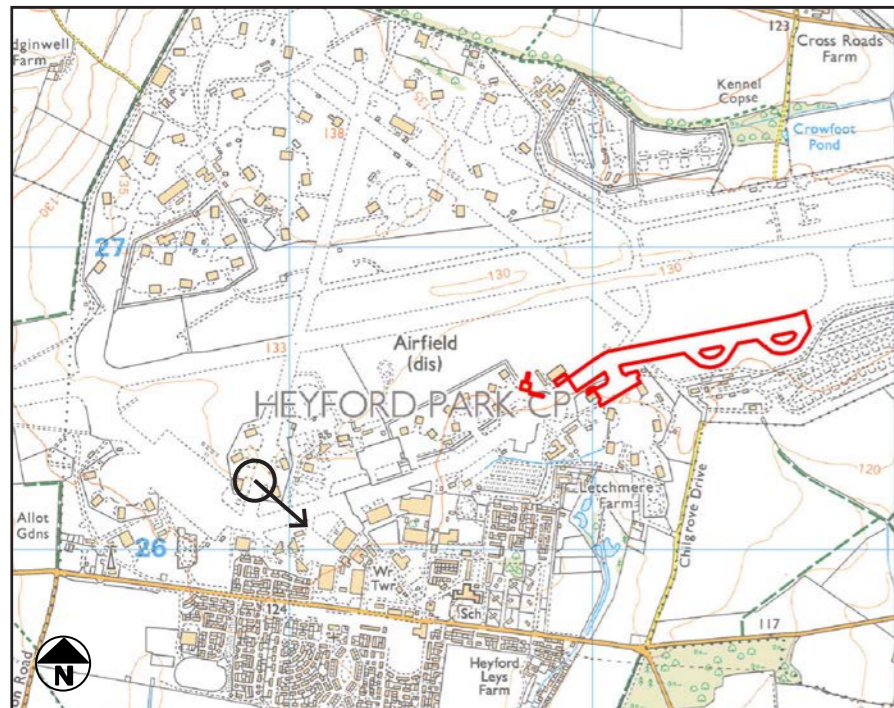 123
Cross Roads
Farm
dginwell
Farm
Kennel
Copse
Crowfoot
Pond
135
138
135
130
27
130
130
133
Airfield
(dis)
HEYFORD PARK CP
Letchmere
Farm
Chilgrove Drive
120
Allot
Gdns
26
Wr
Twr
124
Sch
117
Heyford
Leys
Farm
on Road
N